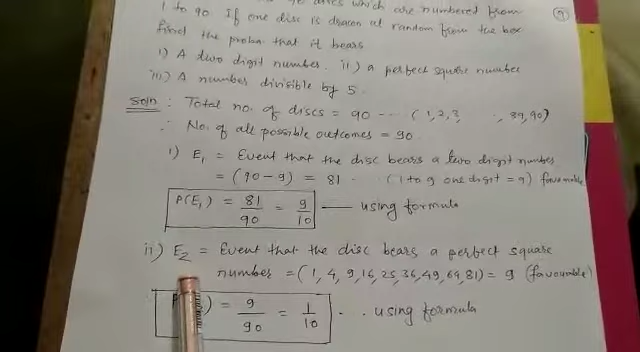 discs which are numbered from
1 to 90 If one disc is drawn at random from the box
find the proba that it bears
i) A two digit number. ii) a perfect square number
iii) A number divisible by 5.
Soln : Total no. of discs = 90 --- (1,2,3, ., 89,90)
∴ No. of all possible outcomes = 90.
i) E₁ = Event that the disc bears a two digit number
= (90-9) = 81 (1 to 9 one digit = 9) favourable
P(E₁) = 81/90 = 9/10 — using formula
ii) E₂ = Event that the disc bears a perfect square
number = (1, 4, 9, 16, 25, 36, 49, 64, 81) = 9 (favourable)
) = 9/90 = 1/10 . . using formula